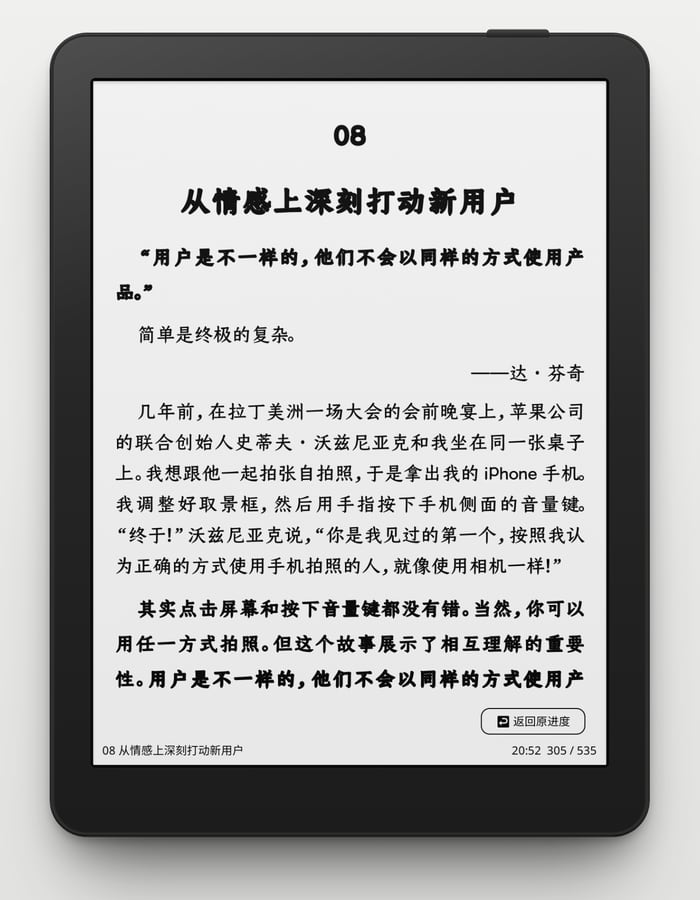 08
从情感上深刻打动新用户
“用户是不一样的,他们不会以同样的方式使用产
品。”
简单是终极的复杂。
——达·芬奇
几年前,在拉丁美洲一场大会的会前晚宴上,苹果公司
的联合创始人史蒂夫·沃兹尼亚克和我坐在同一张桌子
上。我想跟他一起拍张自拍照,于是拿出我的 iPhone 手机。
我调整好取景框,然后用手指按下手机侧面的音量键。
“终于!”沃兹尼亚克说,“你是我见过的第一个,按照我认
为正确的方式使用手机拍照的人,就像使用相机一样!”
其实点击屏幕和按下音量键都没有错。当然,你可以
用任一方式拍照。但这个故事展示了相互理解的重要
性。用户是不一样的,他们不会以同样的方式使用产
返回原进度
08 从情感上深刻打动新用户
20:52 305 / 535